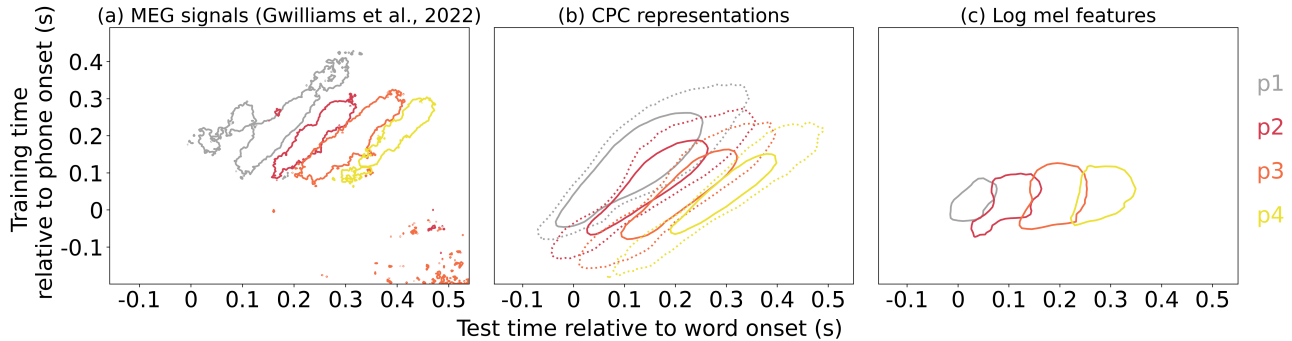 (a) MEG signals (Gwilliams et al., 2022)
(b) CPC representations
(c) Log mel features
Training time
relative to phone onset (s)
0.4
0.3
0.2
0.1
0
-0.1
-0.1 0 0.1 0.2 0.3 0.4 0.5
-0.1 0 0.1 0.2 0.3 0.4 0.5
-0.1 0 0.1 0.2 0.3 0.4 0.5
Test time relative to word onset (s)
p1
p2
p3
p4